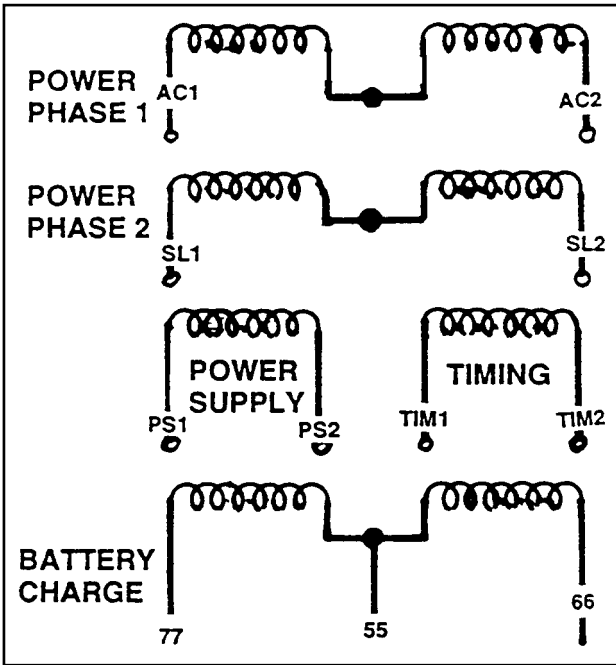 POWER
PHASE 1
AC1
AC2
POWER
PHASE 2
SL1
SL2
POWER
SUPPLY
TIMING
PS1
PS2
TIM1
TIM2
BATTERY
CHARGE
77
55
66